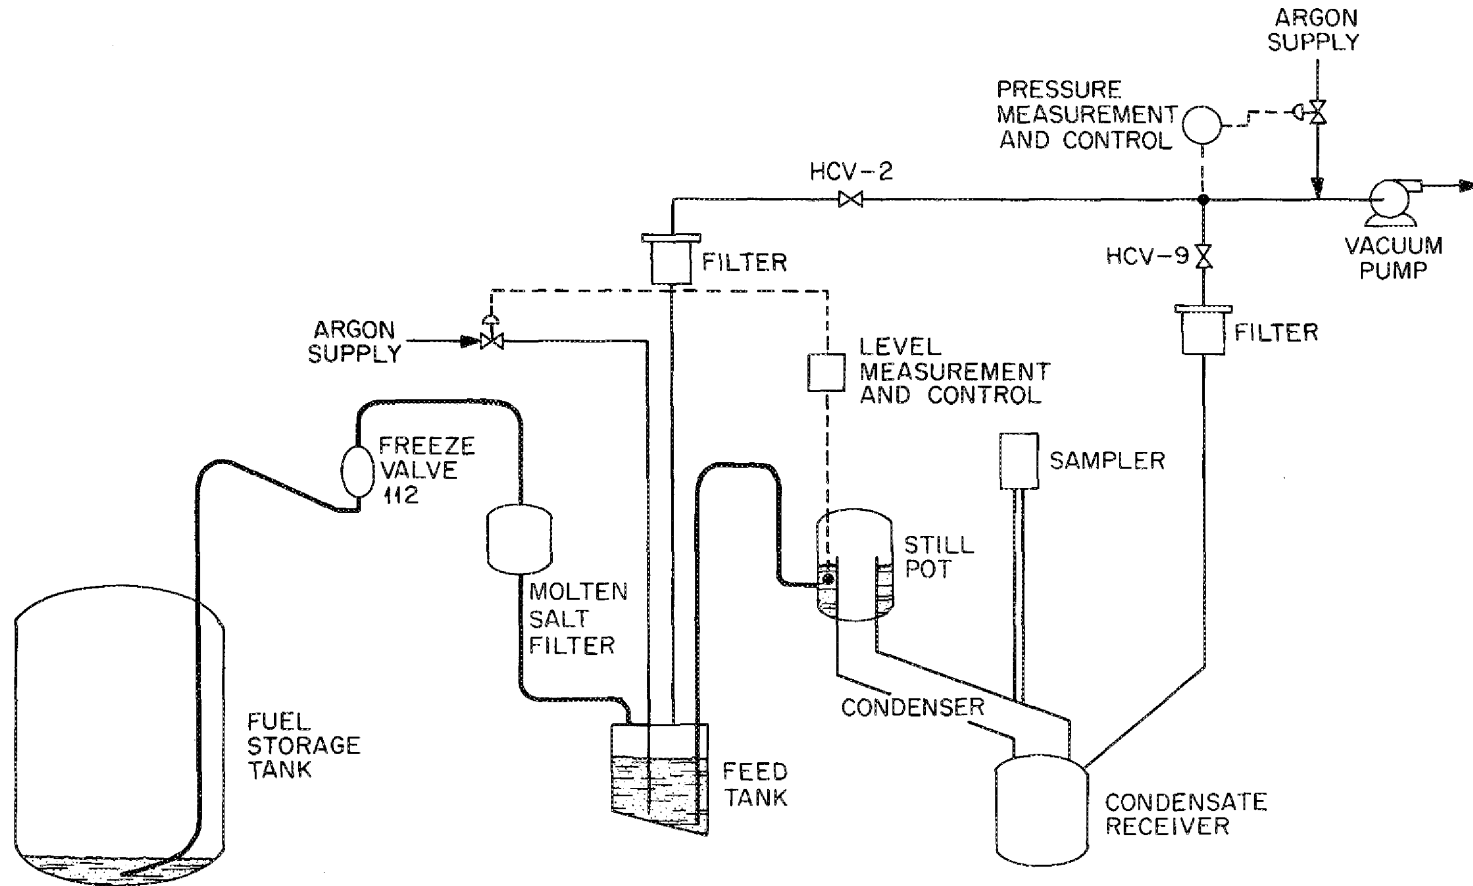 ARGON
SUPPLY
PRESSURE
MEASUREMENT
AND CONTROL
HCV-2
VACUUM
PUMP
HCV-9
FILTER
FILTER
ARGON
SUPPLY
LEVEL
MEASUREMENT
AND CONTROL
FREEZE
VALVE
112
SAMPLER
STILL
POT
MOLTEN
SALT
FILTER
CONDENSER
FUEL
STORAGE
TANK
FEED
TANK
CONDENSATE
RECEIVER